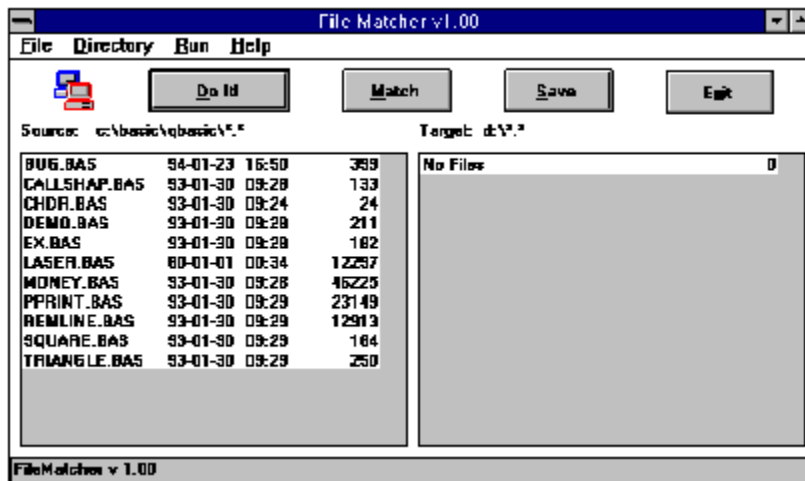 File Matcher v1.00
File Directory Run Help
Do It! Match Save Exit
Source: c:\basic\qbasic\*.* Target: d:\*.*
BUG.BAS 94-01-23 16:50 399 No Files 0
CALLSHAP.BAS 93-01-30 09:28 133
CHDR.BAS 93-01-30 09:24 24
DEMO.BAS 93-01-30 09:28 211
EX.BAS 93-01-30 09:28 182
LASER.BAS 80-01-01 00:34 12297
MONEY.BAS 93-01-30 09:28 46225
PPRINT.BAS 93-01-30 09:29 23149
REMLINE.BAS 93-01-30 09:29 12913
SQUARE.BAS 93-01-30 09:29 184
TRIANGLE.BAS 93-01-30 09:29 250
FileMatcher v 1.00